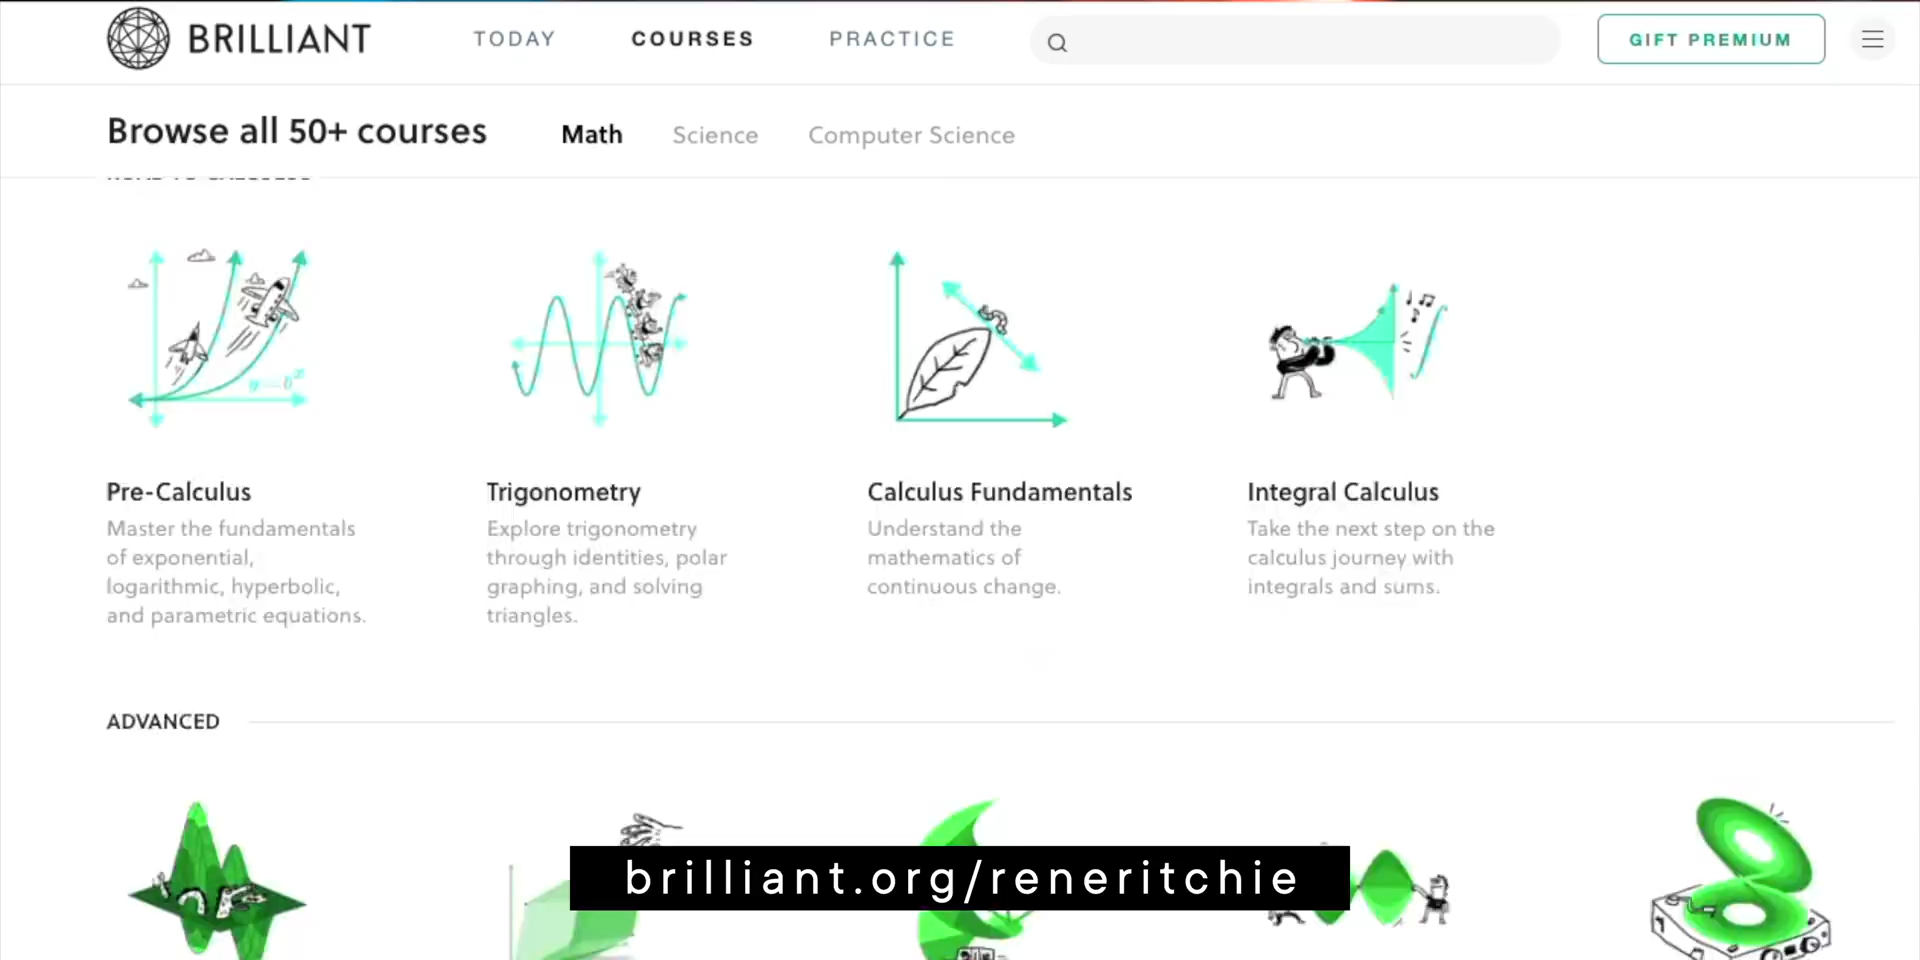 BRILLIANT
TODAY
COURSES
PRACTICE
GIFT PREMIUM
Browse all 50+ courses
Math
Science
Computer Science
Pre-Calculus
Master the fundamentals
of exponential,
logarithmic, hyperbolic,
and parametric equations.
Trigonometry
Explore trigonometry
through identities, polar
graphing, and solving
triangles.
Calculus Fundamentals
Understand the
mathematics of
continuous change.
Integral Calculus
Take the next step on the
calculus journey with
integrals and sums.
ADVANCED
brilliant.org/reneritchie